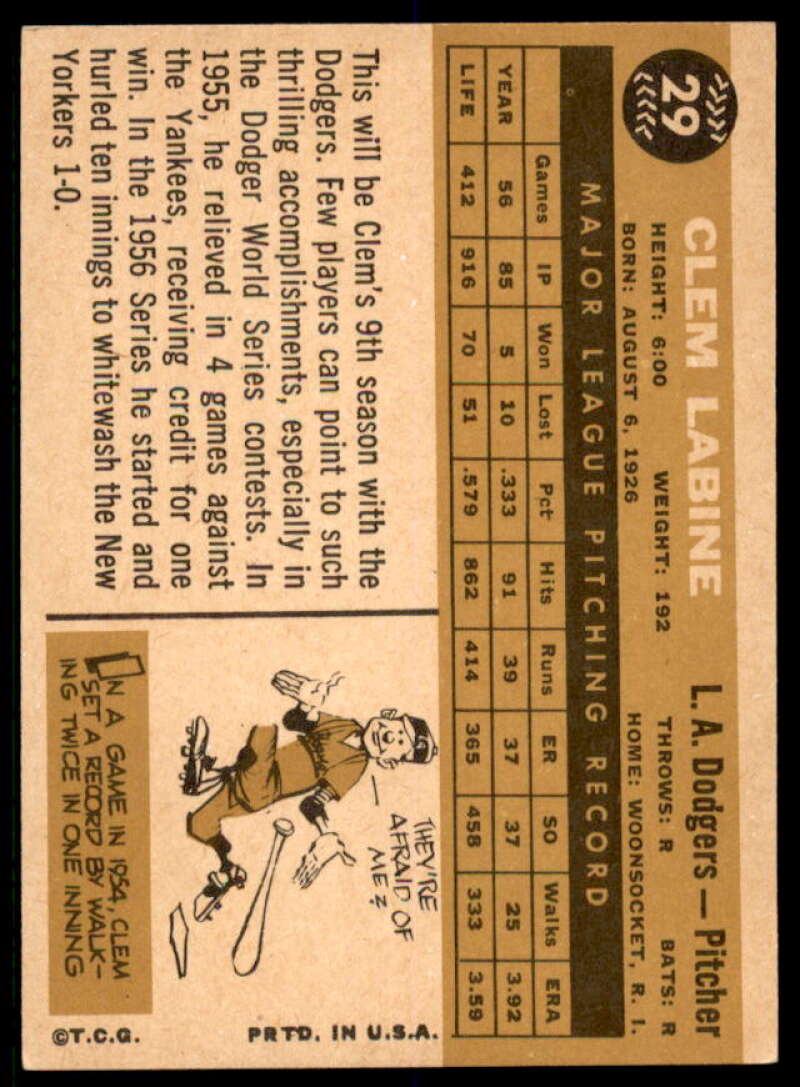 29
CLEM LABINE L. A. Dodgers — Pitcher
HEIGHT: 6:00 WEIGHT: 192 THROWS: R BATS: R
BORN: AUGUST 6, 1926 HOME: WOONSOCKET, R. I.
MAJOR LEAGUE PITCHING RECORD
Games IP Won Lost Pct Hits Runs ER SO Walks ERA
YEAR 56 85 5 10 .333 91 39 37 37 25 3.92
LIFE 412 916 70 51 .579 862 414 365 458 333 3.59
This will be Clem's 9th season with the
Dodgers. Few players can point to such
thrilling accomplishments, especially in
the Dodger World Series contests. In
1955, he relieved in 4 games against
the Yankees, receiving credit for one
win. In the 1956 Series he started and
hurled ten innings to whitewash the New
Yorkers 1-0.
THEY'RE
AFRAID OF
ME?
IN A GAME IN 1954, CLEM
SET A RECORD BY WALK-
ING TWICE IN ONE INNING
©T.C.G. PRTD. IN U.S.A.